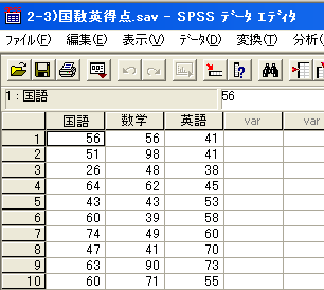 2-3)国数英得点.sav - SPSS ﾃﾞｰﾀ ｴﾃﾞｨﾀ
ﾌｧｲﾙ(F) 編集(E) 表示(V) ﾃﾞｰﾀ(D) 変換(T) 分析(
1 : 国語 56
国語 数学 英語 var var
1 56 56 41
2 51 98 41
3 26 48 38
4 64 62 45
5 43 43 53
6 60 39 58
7 74 49 60
8 47 41 70
9 63 90 73
10 60 71 55